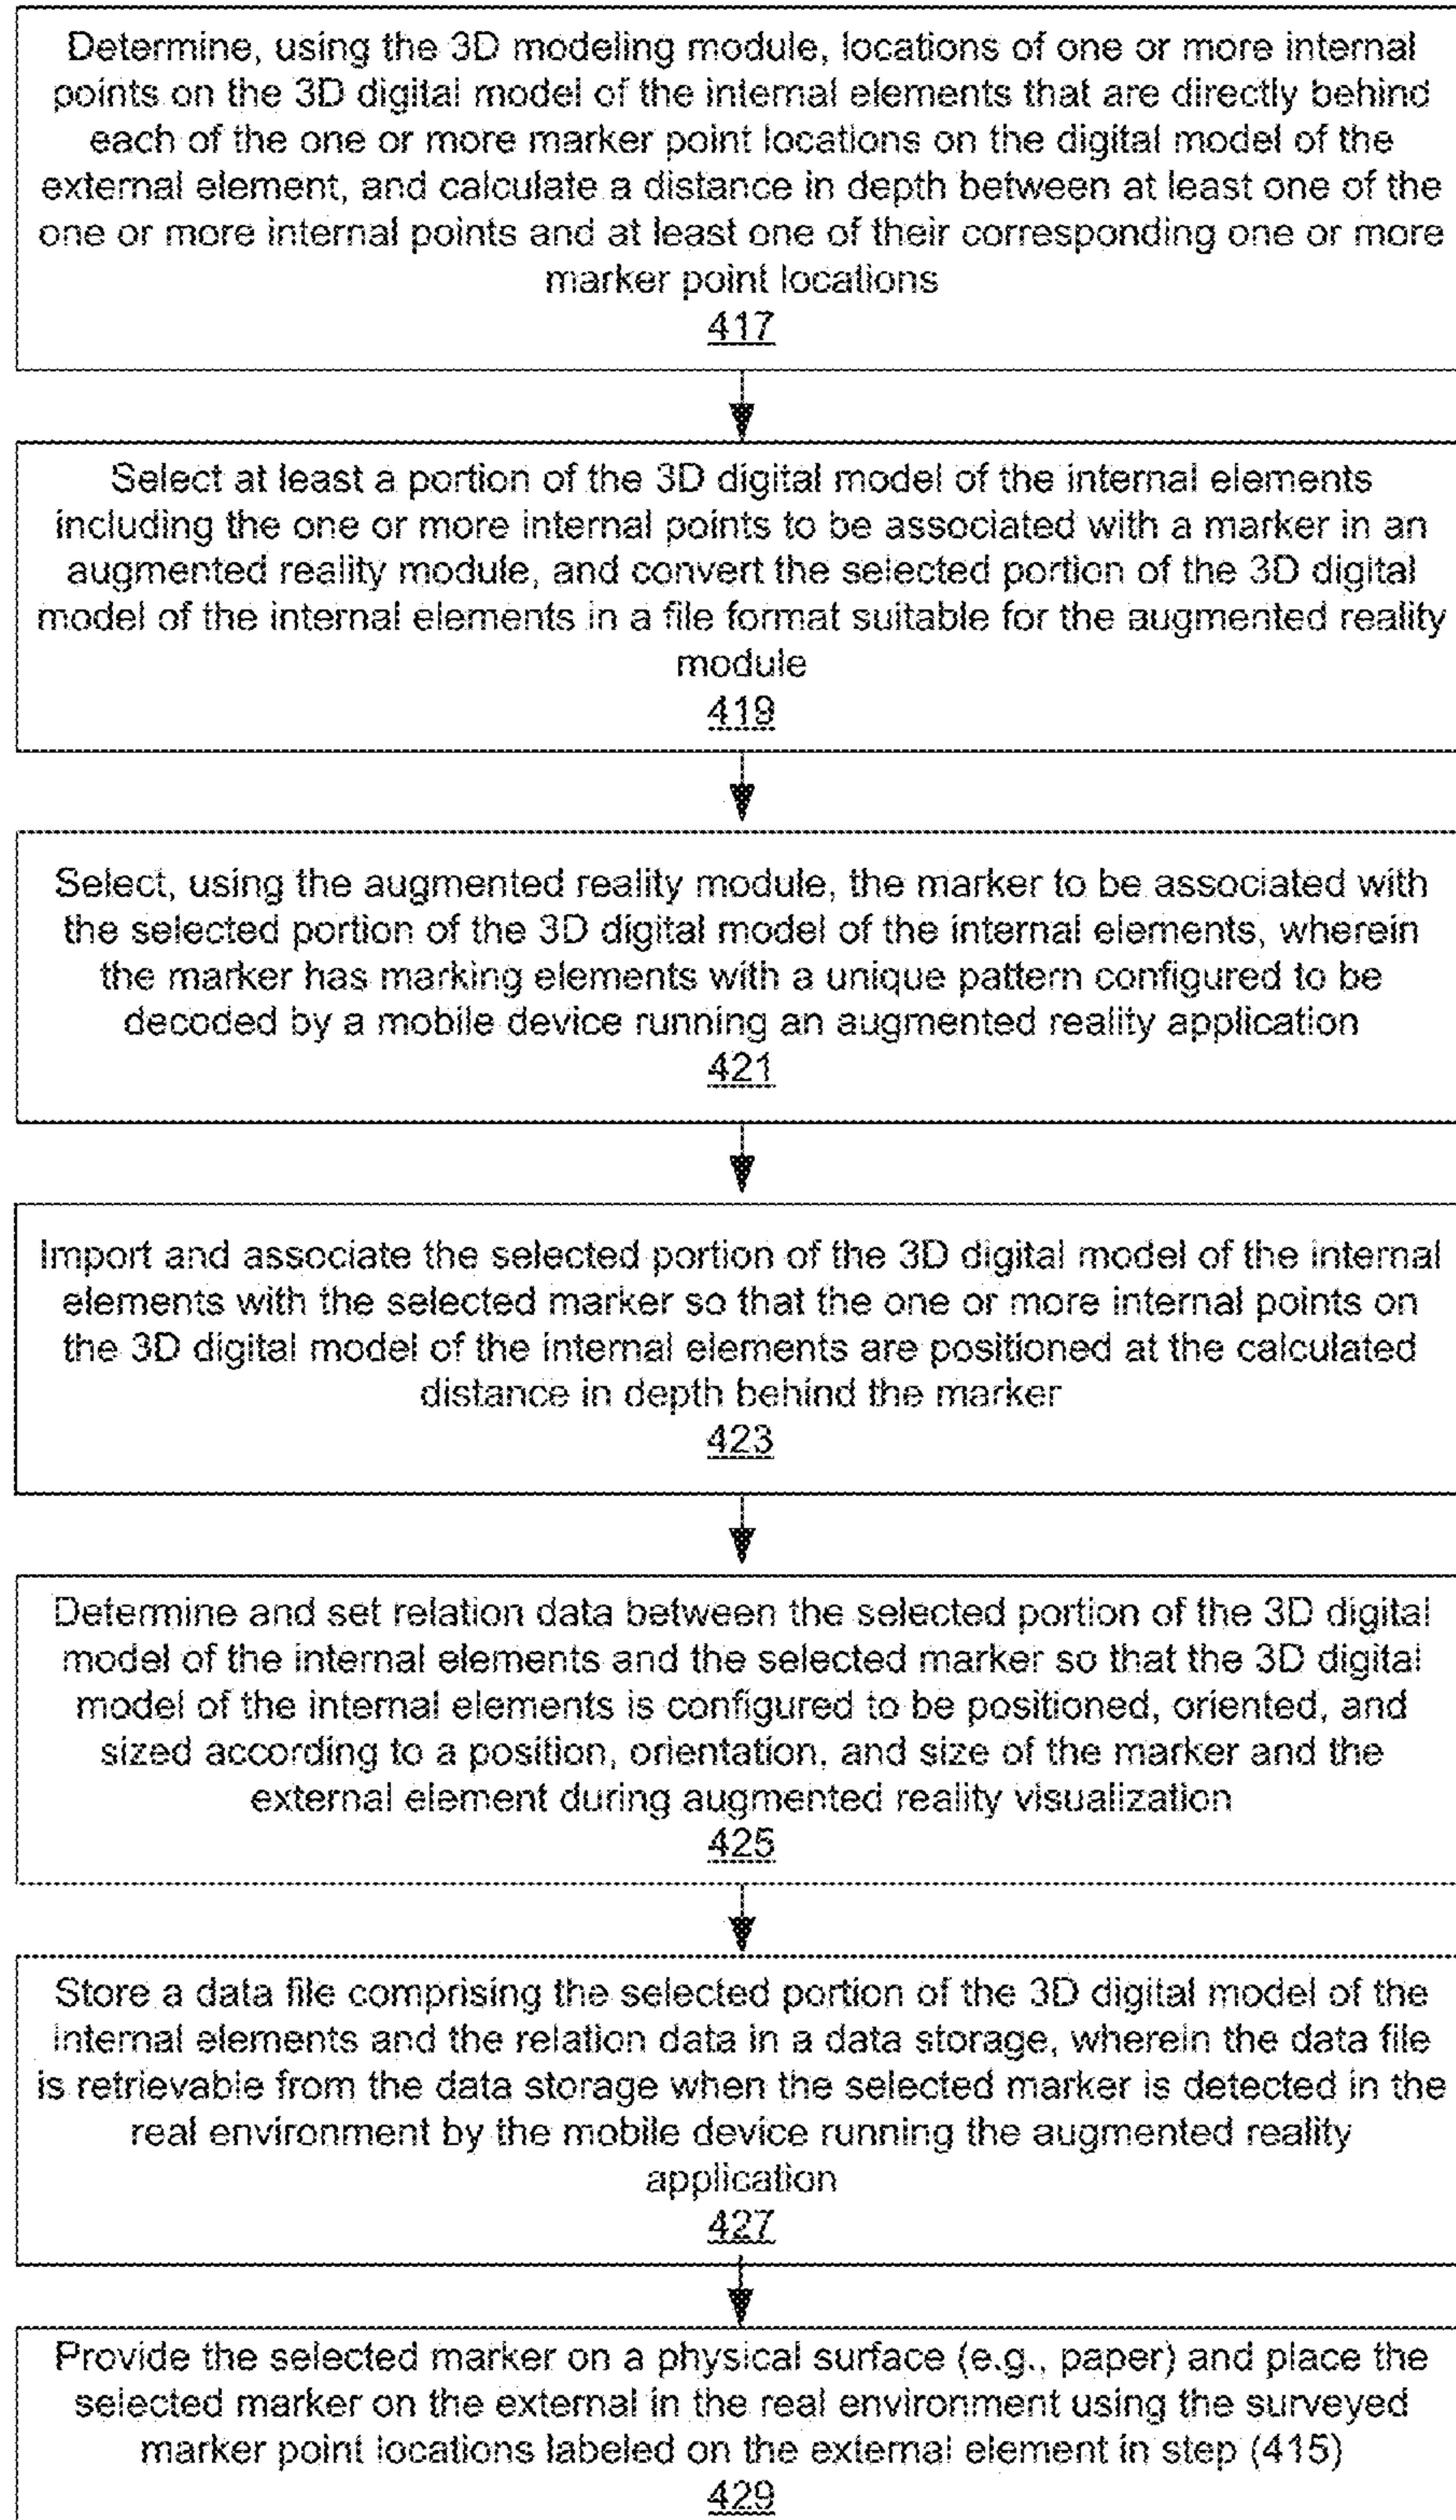 Determine, using the 3D modeling module, locations of one or more internal
points on the 3D digital model of the internal elements that are directly behind
each of the one or more marker point locations on the digital model of the
external element, and calculate a distance in depth between at least one of the
one or more internal points and at least one of their corresponding one or more
marker point locations
417
Select at least a portion of the 3D digital model of the internal elements
including the one or more internal points to be associated with a marker in an
augmented reality module, and convert the selected portion of the 3D digital
model of the internal elements in a file format suitable for the augmented reality
module
419
Select, using the augmented reality module, the marker to be associated with
the selected portion of the 3D digital model of the internal elements, wherein
the marker has marking elements with a unique pattern configured to be
decoded by a mobile device running an augmented reality application
421
Import and associate the selected portion of the 3D digital model of the internal
elements with the selected marker so that the one or more internal points on
the 3D digital model of the internal elements are positioned at the calculated
distance in depth behind the marker
423
Determine and set relation data between the selected portion of the 3D digital
model of the internal elements and the selected marker so that the 3D digital
model of the internal elements is configured to be positioned, oriented, and
sized according to a position, orientation, and size of the marker and the
external element during augmented reality visualization
425
Store a data file comprising the selected portion of the 3D digital model of the
internal elements and the relation data in a data storage, wherein the data file
is retrievable from the data storage when the selected marker is detected in the
real environment by the mobile device running the augmented reality
application
427
Provide the selected marker on a physical surface (e.g., paper) and place the
selected marker on the external in the real environment using the surveyed
marker point locations labeled on the external element in step (415)
429